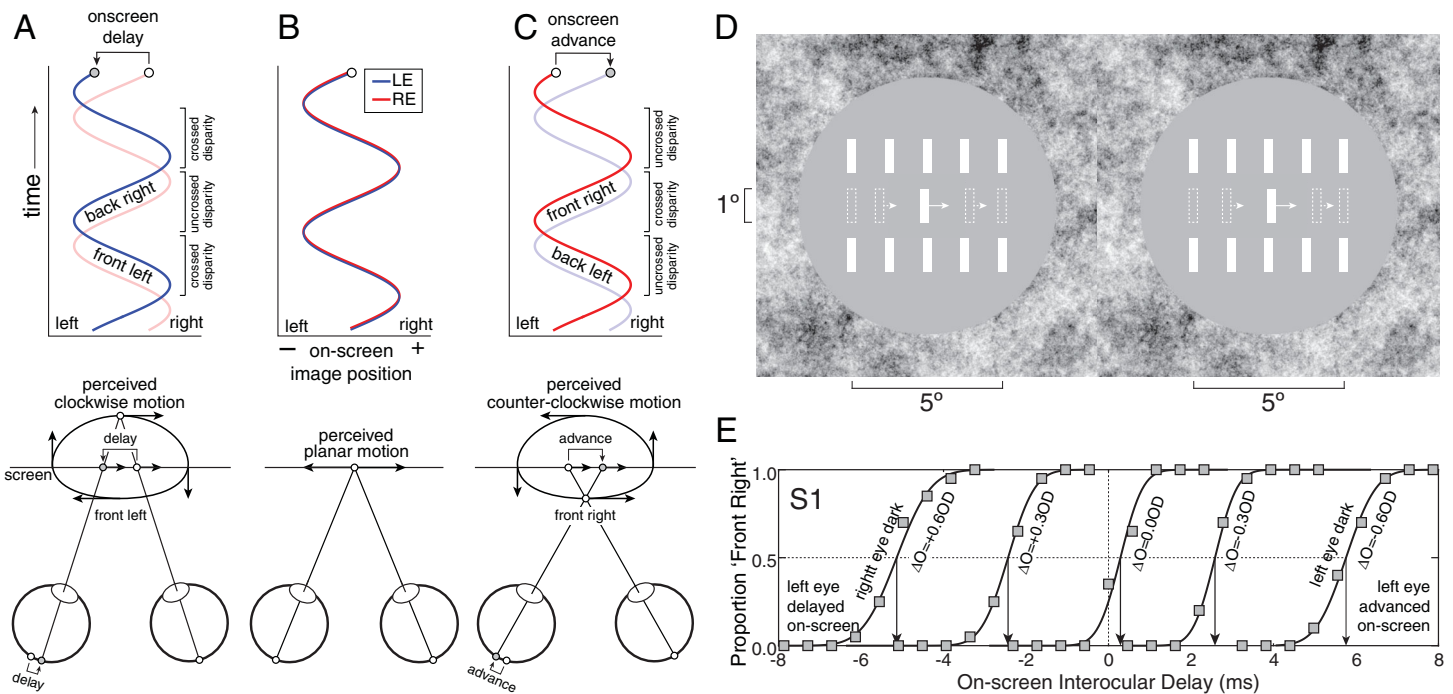 A
onscreen
delay
time
back right
front left
crossed
disparity
uncrossed
disparity
crossed
disparity
left
right
B
LE
RE
− on-screen +
image position
left
right
C
onscreen
advance
front right
back left
uncrossed
disparity
crossed
disparity
uncrossed
disparity
left
right
perceived
clockwise motion
delay
screen
front left
delay
perceived
planar motion
perceived
counter-clockwise motion
advance
front right
advance
D
1º
5º
5º
E
Proportion 'Front Right'
1.0
0.5
0.0
S1
left eye
delayed
on-screen
rightt eye dark
ΔO=+0.6OD
ΔO=+0.3OD
ΔO=0.0OD
ΔO=-0.3OD
left eye dark
ΔO=-0.6OD
left eye
advanced
on-screen
-8 -6 -4 -2 0 2 4 6 8
On-screen Interocular Delay (ms)